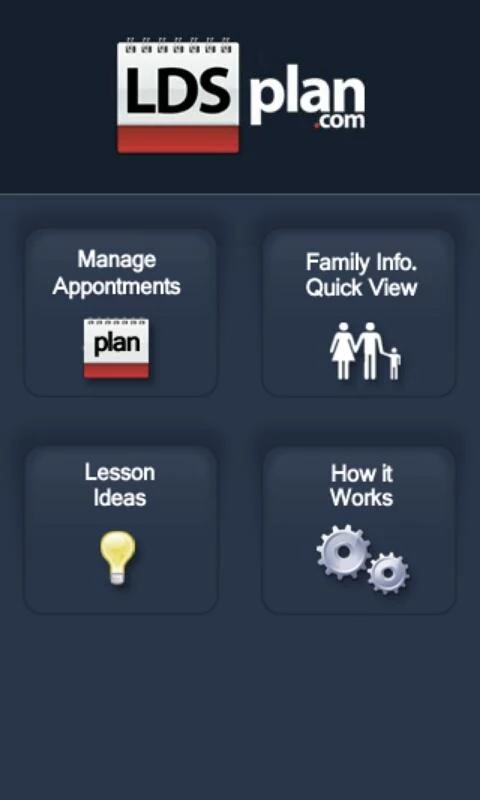 LDS plan
.com
Manage
Appontments
Family Info.
Quick View
plan
Lesson
Ideas
How it
Works